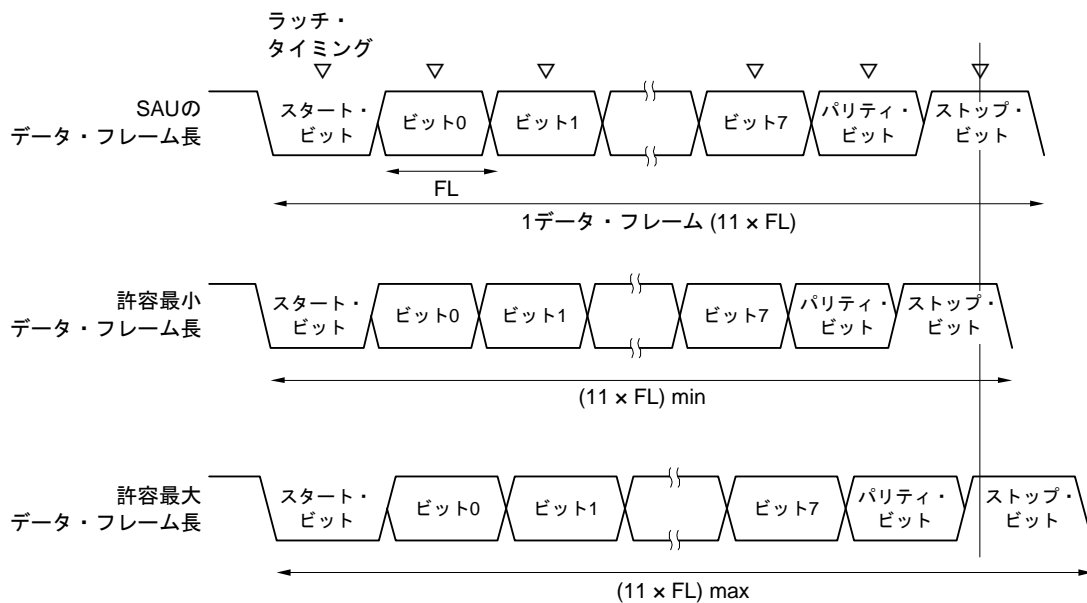 ラッチ・
タイミング
SAUの
データ・フレーム長
スタート・
ビット
ビット0
ビット1
ビット7
パリティ・
ビット
ストップ・
ビット
FL
1データ・フレーム (11 × FL)
許容最小
データ・フレーム長
スタート・
ビット
ビット0
ビット1
ビット7
パリティ・
ビット
ストップ・
ビット
(11 × FL) min
許容最大
データ・フレーム長
スタート・
ビット
ビット0
ビット1
ビット7
パリティ・
ビット
ストップ・
ビット
(11 × FL) max